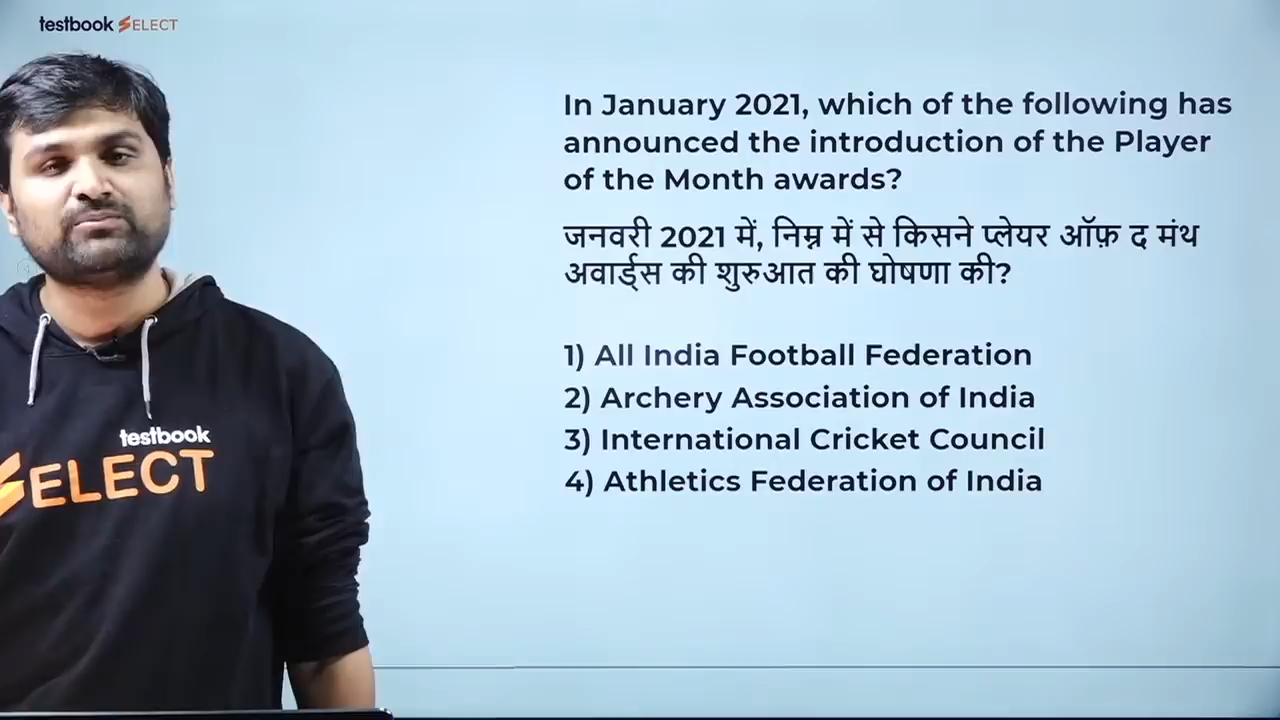 testbook SELECT
In January 2021, which of the following has
announced the introduction of the Player
of the Month awards?
जनवरी 2021 में, निम्न में से किसने प्लेयर ऑफ़ द मंथ
अवार्ड्स की शुरुआत की घोषणा की?
1) All India Football Federation
2) Archery Association of India
3) International Cricket Council
4) Athletics Federation of India
testbook
SELECT